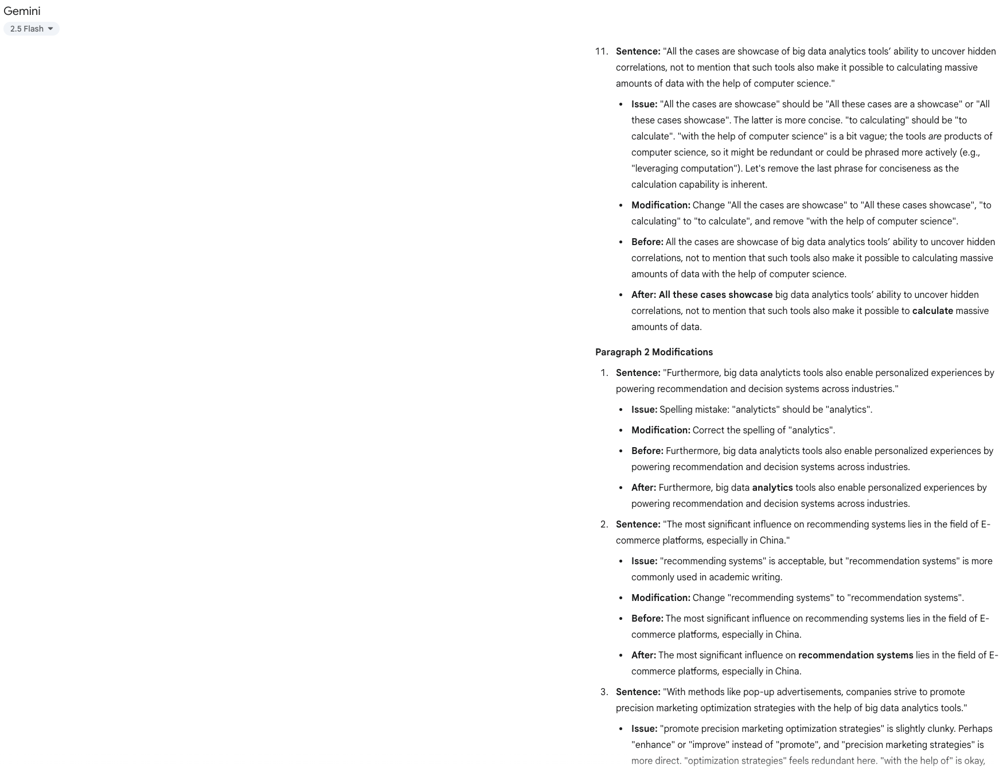 Gemini
2.5 Flash
11. Sentence: "All the cases are showcase of big data analytics tools’ ability to uncover hidden
correlations, not to mention that such tools also make it possible to calculating massive
amounts of data with the help of computer science."
• Issue: "All the cases are showcase" should be "All these cases are a showcase" or "All
these cases showcase". The latter is more concise. "to calculating" should be "to
calculate". "with the help of computer science" is a bit vague; the tools are products of
computer science, so it might be redundant or could be phrased more actively (e.g.,
"leveraging computation"). Let's remove the last phrase for conciseness as the
calculation capability is inherent.
• Modification: Change "All the cases are showcase" to "All these cases showcase", "to
calculating" to "to calculate", and remove "with the help of computer science".
• Before: All the cases are showcase of big data analytics tools’ ability to uncover hidden
correlations, not to mention that such tools also make it possible to calculating massive
amounts of data with the help of computer science.
• After: All these cases showcase big data analytics tools’ ability to uncover hidden
correlations, not to mention that such tools also make it possible to calculate massive
amounts of data.
Paragraph 2 Modifications
1. Sentence: "Furthermore, big data analyticts tools also enable personalized experiences by
powering recommendation and decision systems across industries."
• Issue: Spelling mistake: "analyticts" should be "analytics".
• Modification: Correct the spelling of "analytics".
• Before: Furthermore, big data analyticts tools also enable personalized experiences by
powering recommendation and decision systems across industries.
• After: Furthermore, big data analytics tools also enable personalized experiences by
powering recommendation and decision systems across industries.
2. Sentence: "The most significant influence on recommending systems lies in the field of E-
commerce platforms, especially in China."
• Issue: "recommending systems" is acceptable, but "recommendation systems" is more
commonly used in academic writing.
• Modification: Change "recommending systems" to "recommendation systems".
• Before: The most significant influence on recommending systems lies in the field of E-
commerce platforms, especially in China.
• After: The most significant influence on recommendation systems lies in the field of E-
commerce platforms, especially in China.
3. Sentence: "With methods like pop-up advertisements, companies strive to promote
precision marketing optimization strategies with the help of big data analytics tools."
• Issue: "promote precision marketing optimization strategies" is slightly clunky. Perhaps
"enhance" or "improve" instead of "promote", and "precision marketing strategies" is
more direct. "optimization strategies" feels redundant here. "with the help of" is okay,